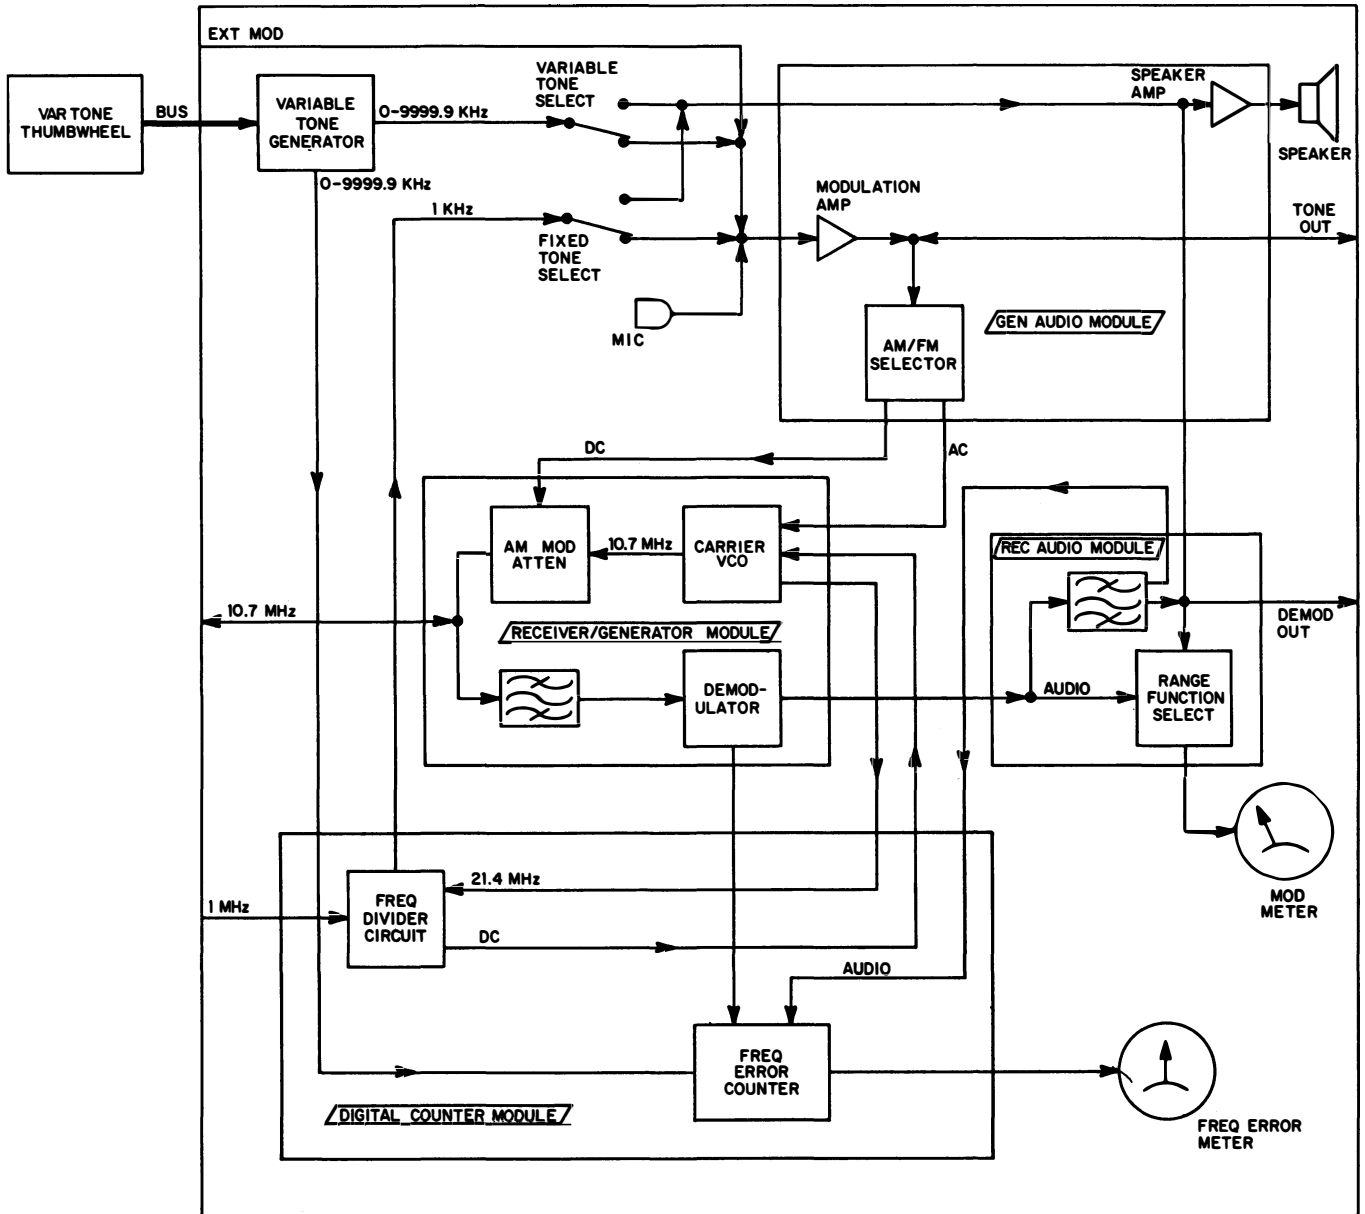 EXT MOD
VAR TONE
THUMBWHEEL
BUS
VARIABLE
TONE
GENERATOR
0-9999.9 KHz
0-9999.9 KHz
VARIABLE
TONE
SELECT
1 KHz
FIXED
TONE
SELECT
MIC
MODULATION
AMP
SPEAKER
AMP
SPEAKER
TONE
OUT
AM/FM
SELECTOR
GEN AUDIO MODULE
DC
AC
AM MOD
ATTEN
10.7 MHz
CARRIER
VCO
10.7 MHz
RECEIVER/GENERATOR MODULE
DEMOD-
ULATOR
REC AUDIO MODULE
AUDIO
RANGE
FUNCTION
SELECT
DEMOD
OUT
MOD
METER
1 MHz
FREQ
DIVIDER
CIRCUIT
21.4 MHz
DC
AUDIO
FREQ
ERROR
COUNTER
DIGITAL COUNTER MODULE
FREQ ERROR
METER